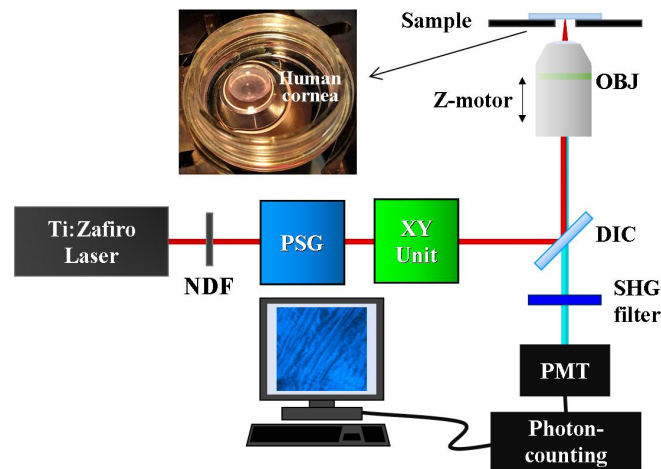 Sample
Human
cornea
OBJ
Z-motor
Ti:Zafiro
Laser
NDF
PSG
XY
Unit
DIC
SHG
filter
PMT
Photon-
counting